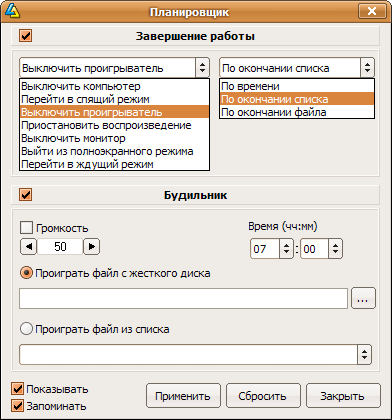 Планировщик
Завершение работы
Выключить проигрыватель
По окончании списка
Выключить компьютер
Перейти в спящий режим
Выключить проигрыватель
Приостановить воспроизведение
Выключить монитор
Выйти из полноэкранного режима
Перейти в ждущий режим
По времени
По окончании списка
По окончании файла
Будильник
Громкость
50
Время (чч:мм)
07 : 00
Проиграть файл с жесткого диска
...
Проиграть файл из списка
Показывать
Запоминать
Применить
Сбросить
Закрыть